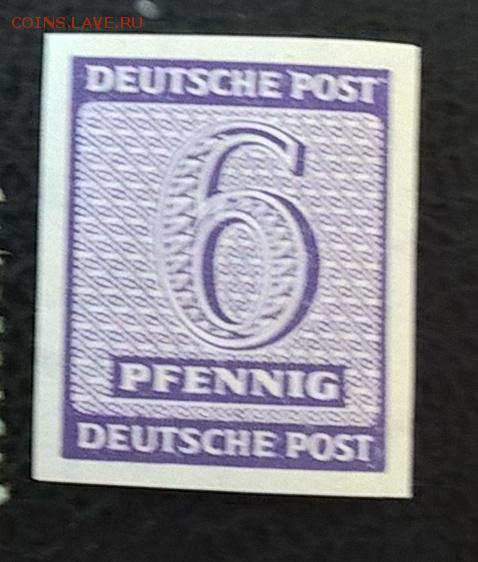 COINS.LAVE.RU
DEUTSCHE POST
6
PFENNIG
DEUTSCHE POST